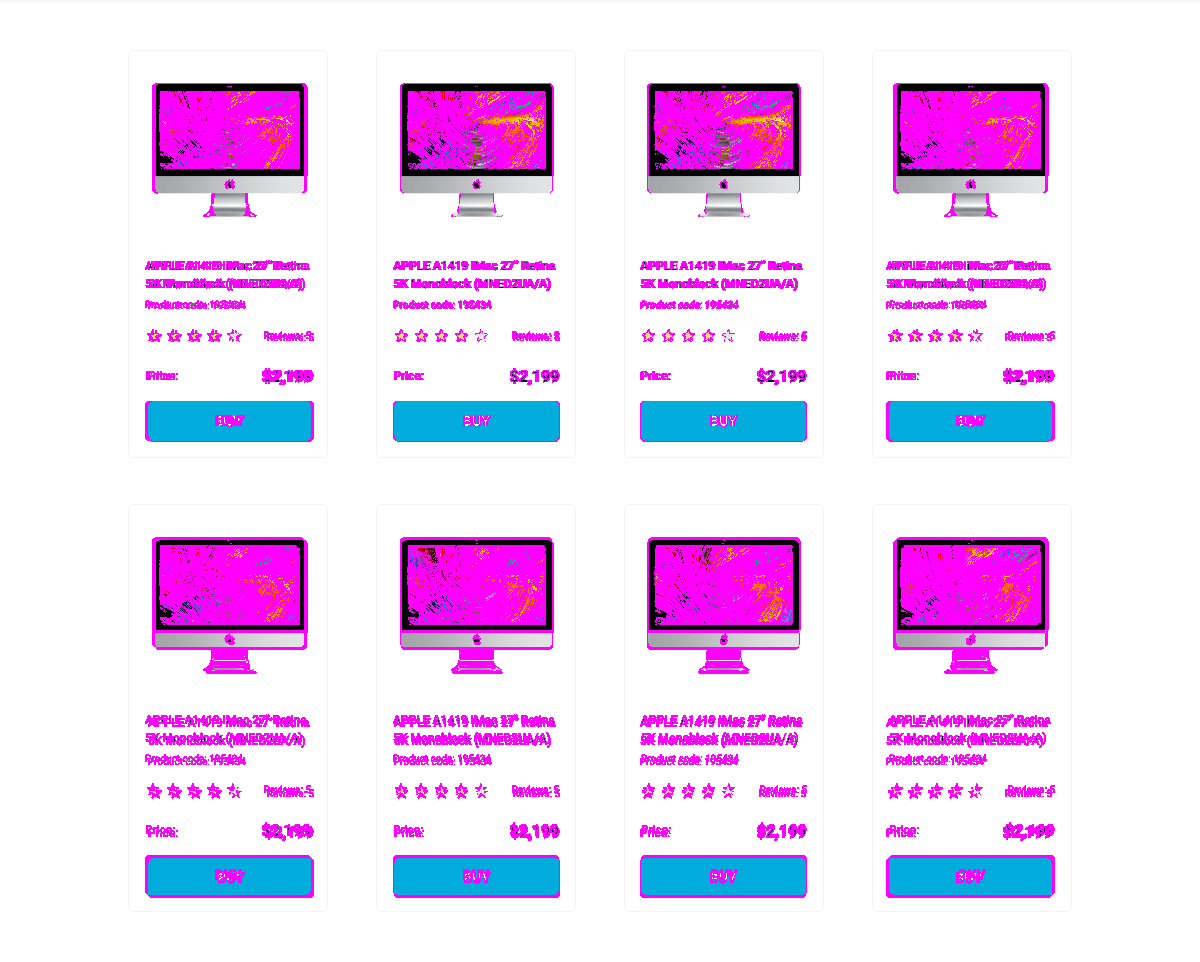 APPLE A1419 iMac 27" Retina
5K Monoblock (MNED2UA/A)
Product code: 195434
Reviews: 5
Price:
$2,199
BUY
APPLE A1419 iMac 27" Retina
5K Monoblock (MNED2UA/A)
Product code: 195434
Reviews: 5
Price:
$2,199
BUY
APPLE A1419 iMac 27" Retina
5K Monoblock (MNED2UA/A)
Product code: 195434
Reviews: 5
Price:
$2,199
BUY
APPLE A1419 iMac 27" Retina
5K Monoblock (MNED2UA/A)
Product code: 195434
Reviews: 5
Price:
$2,199
BUY
APPLE A1419 iMac 27" Retina
5K Monoblock (MNED2UA/A)
Product code: 195434
Reviews: 5
Price:
$2,199
BUY
APPLE A1419 iMac 27" Retina
5K Monoblock (MNED2UA/A)
Product code: 195434
Reviews: 5
Price:
$2,199
BUY
APPLE A1419 iMac 27" Retina
5K Monoblock (MNED2UA/A)
Product code: 195434
Reviews: 5
Price:
$2,199
BUY
APPLE A1419 iMac 27" Retina
5K Monoblock (MNED2UA/A)
Product code: 195434
Reviews: 5
Price:
$2,199
BUY